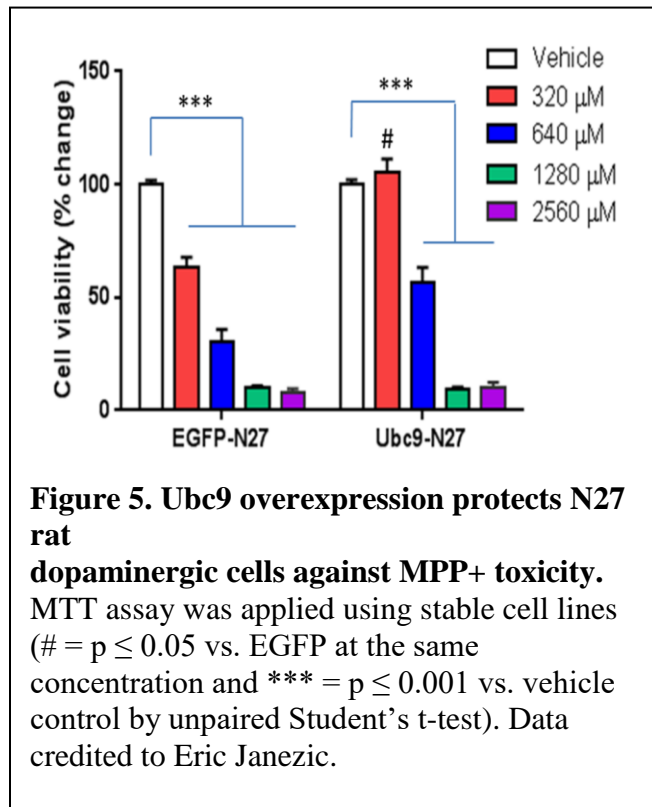 150
100
50
0
Cell viability (% change)
***
***
#
Vehicle
320 μM
640 μM
1280 μM
2560 μM
EGFP-N27
Ubc9-N27
Figure 5. Ubc9 overexpression protects N27
rat
dopaminergic cells against MPP+ toxicity.
MTT assay was applied using stable cell lines
(# = p ≤ 0.05 vs. EGFP at the same
concentration and *** = p ≤ 0.001 vs. vehicle
control by unpaired Student’s t-test). Data
credited to Eric Janezic.